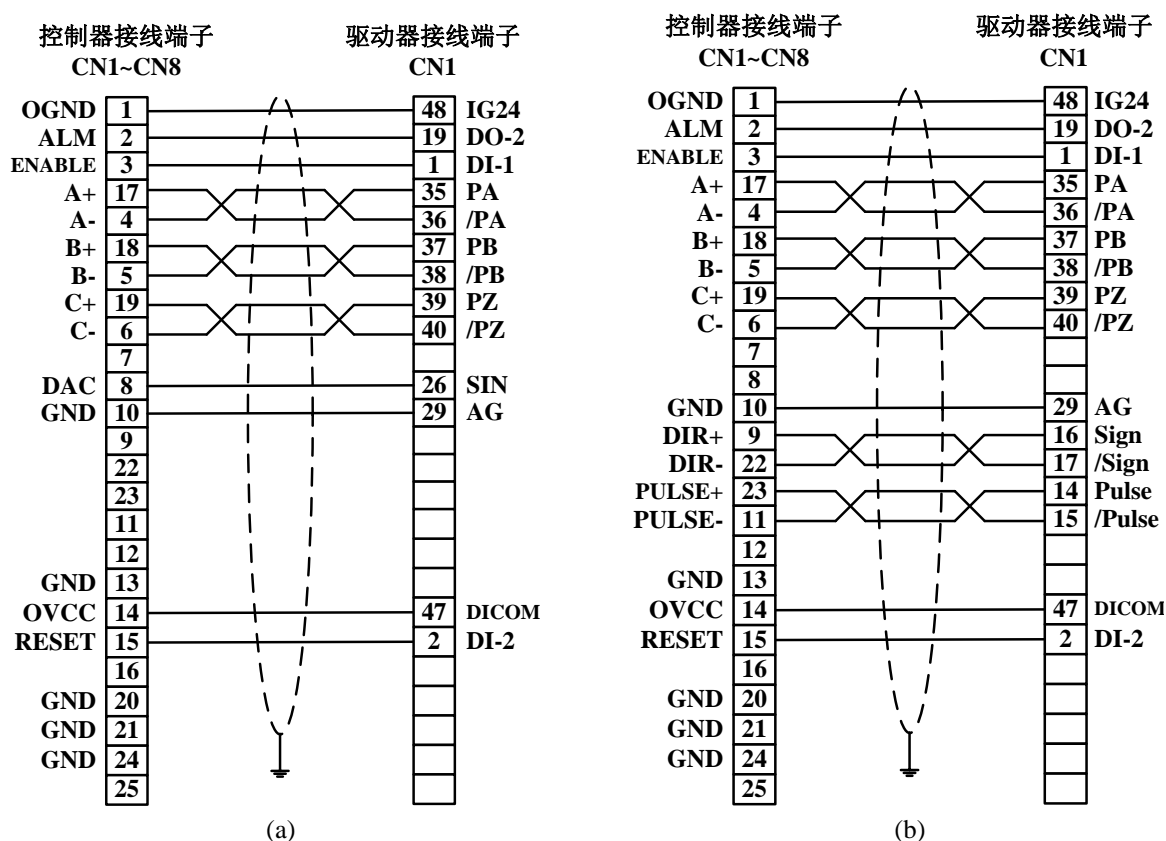 控制器接线端子 驱动器接线端子
CN1~CN8 CN1
OGND 1 48 IG24
ALM 2 19 DO-2
ENABLE 3 1 DI-1
A+ 17 35 PA
A- 4 36 /PA
B+ 18 37 PB
B- 5 38 /PB
C+ 19 39 PZ
C- 6 40 /PZ
7
DAC 8 26 SIN
GND 10 29 AG
9
22
23
11
12
GND 13
OVCC 14 47 DICOM
RESET 15 2 DI-2
16
GND 20
GND 21
GND 24
25
(a)
控制器接线端子 驱动器接线端子
CN1~CN8 CN1
OGND 1 48 IG24
ALM 2 19 DO-2
ENABLE 3 1 DI-1
A+ 17 35 PA
A- 4 36 /PA
B+ 18 37 PB
B- 5 38 /PB
C+ 19 39 PZ
C- 6 40 /PZ
7
8
GND 10 29 AG
DIR+ 9 16 Sign
DIR- 22 17 /Sign
PULSE+ 23 14 Pulse
PULSE- 11 15 /Pulse
12
GND 13
OVCC 14 47 DICOM
RESET 15 2 DI-2
16
GND 20
GND 21
GND 24
25
(b)